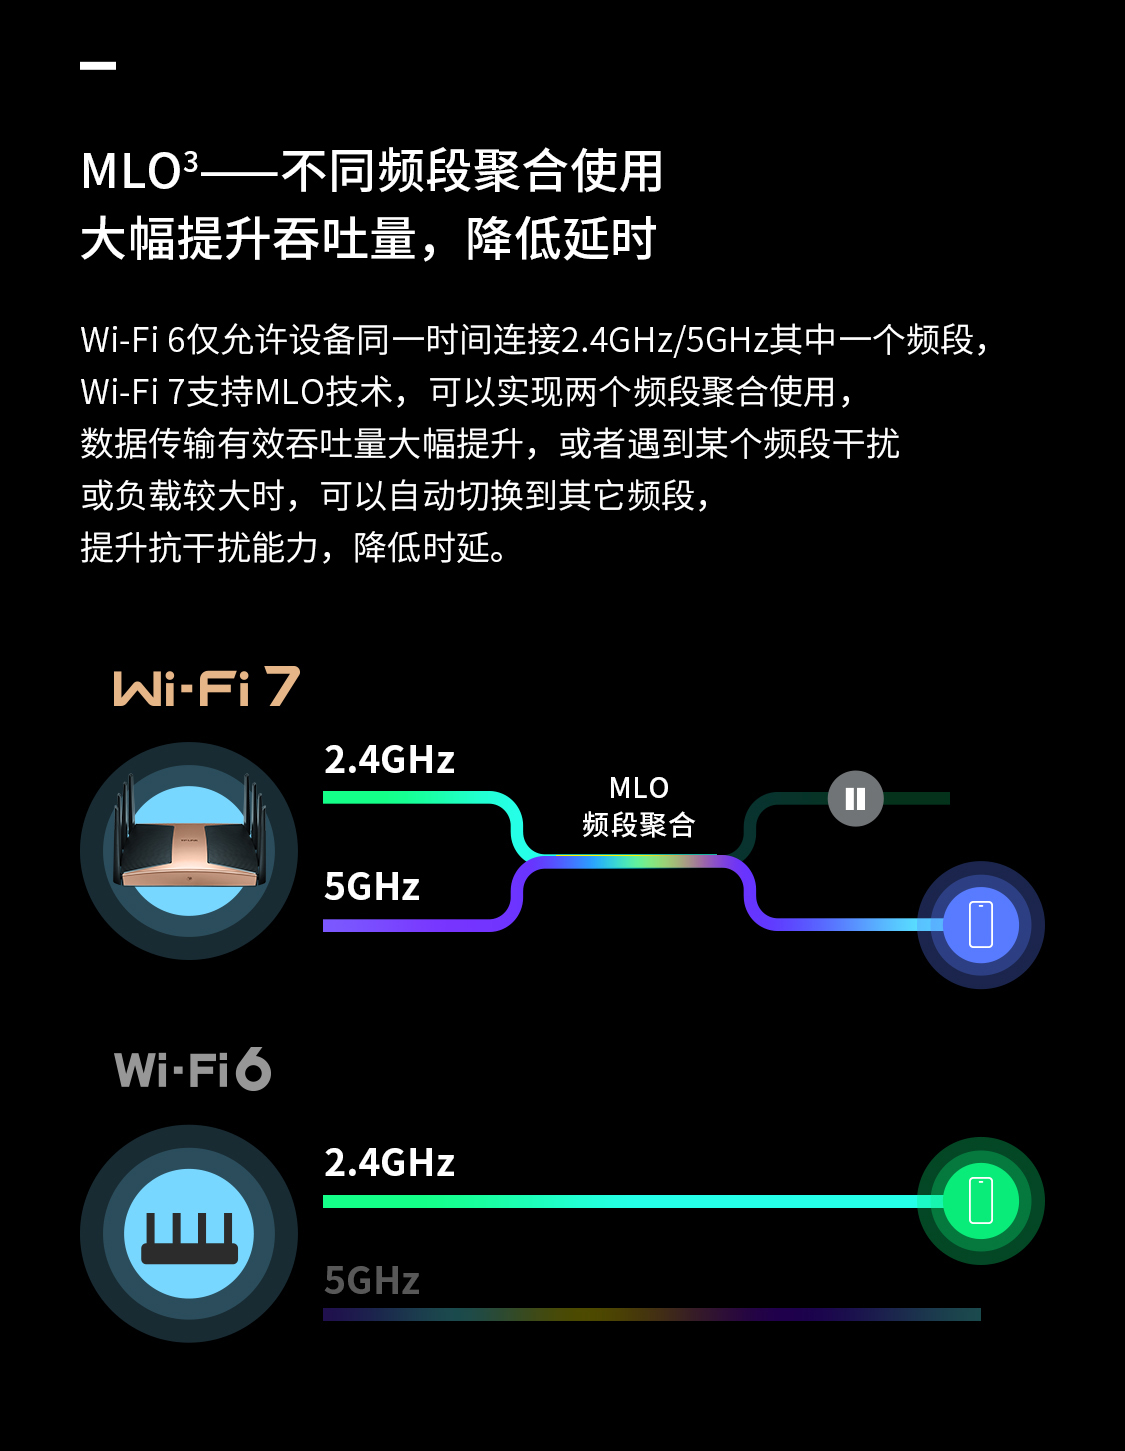 MLO³——不同频段聚合使用
大幅提升吞吐量，降低延时
Wi-Fi 6仅允许设备同一时间连接2.4GHz/5GHz其中一个频段，
Wi-Fi 7支持MLO技术，可以实现两个频段聚合使用，
数据传输有效吞吐量大幅提升，或者遇到某个频段干扰
或负载较大时，可以自动切换到其它频段，
提升抗干扰能力，降低时延。
Wi-Fi 7
2.4GHz
MLO
频段聚合
5GHz
Wi-Fi 6
2.4GHz
5GHz